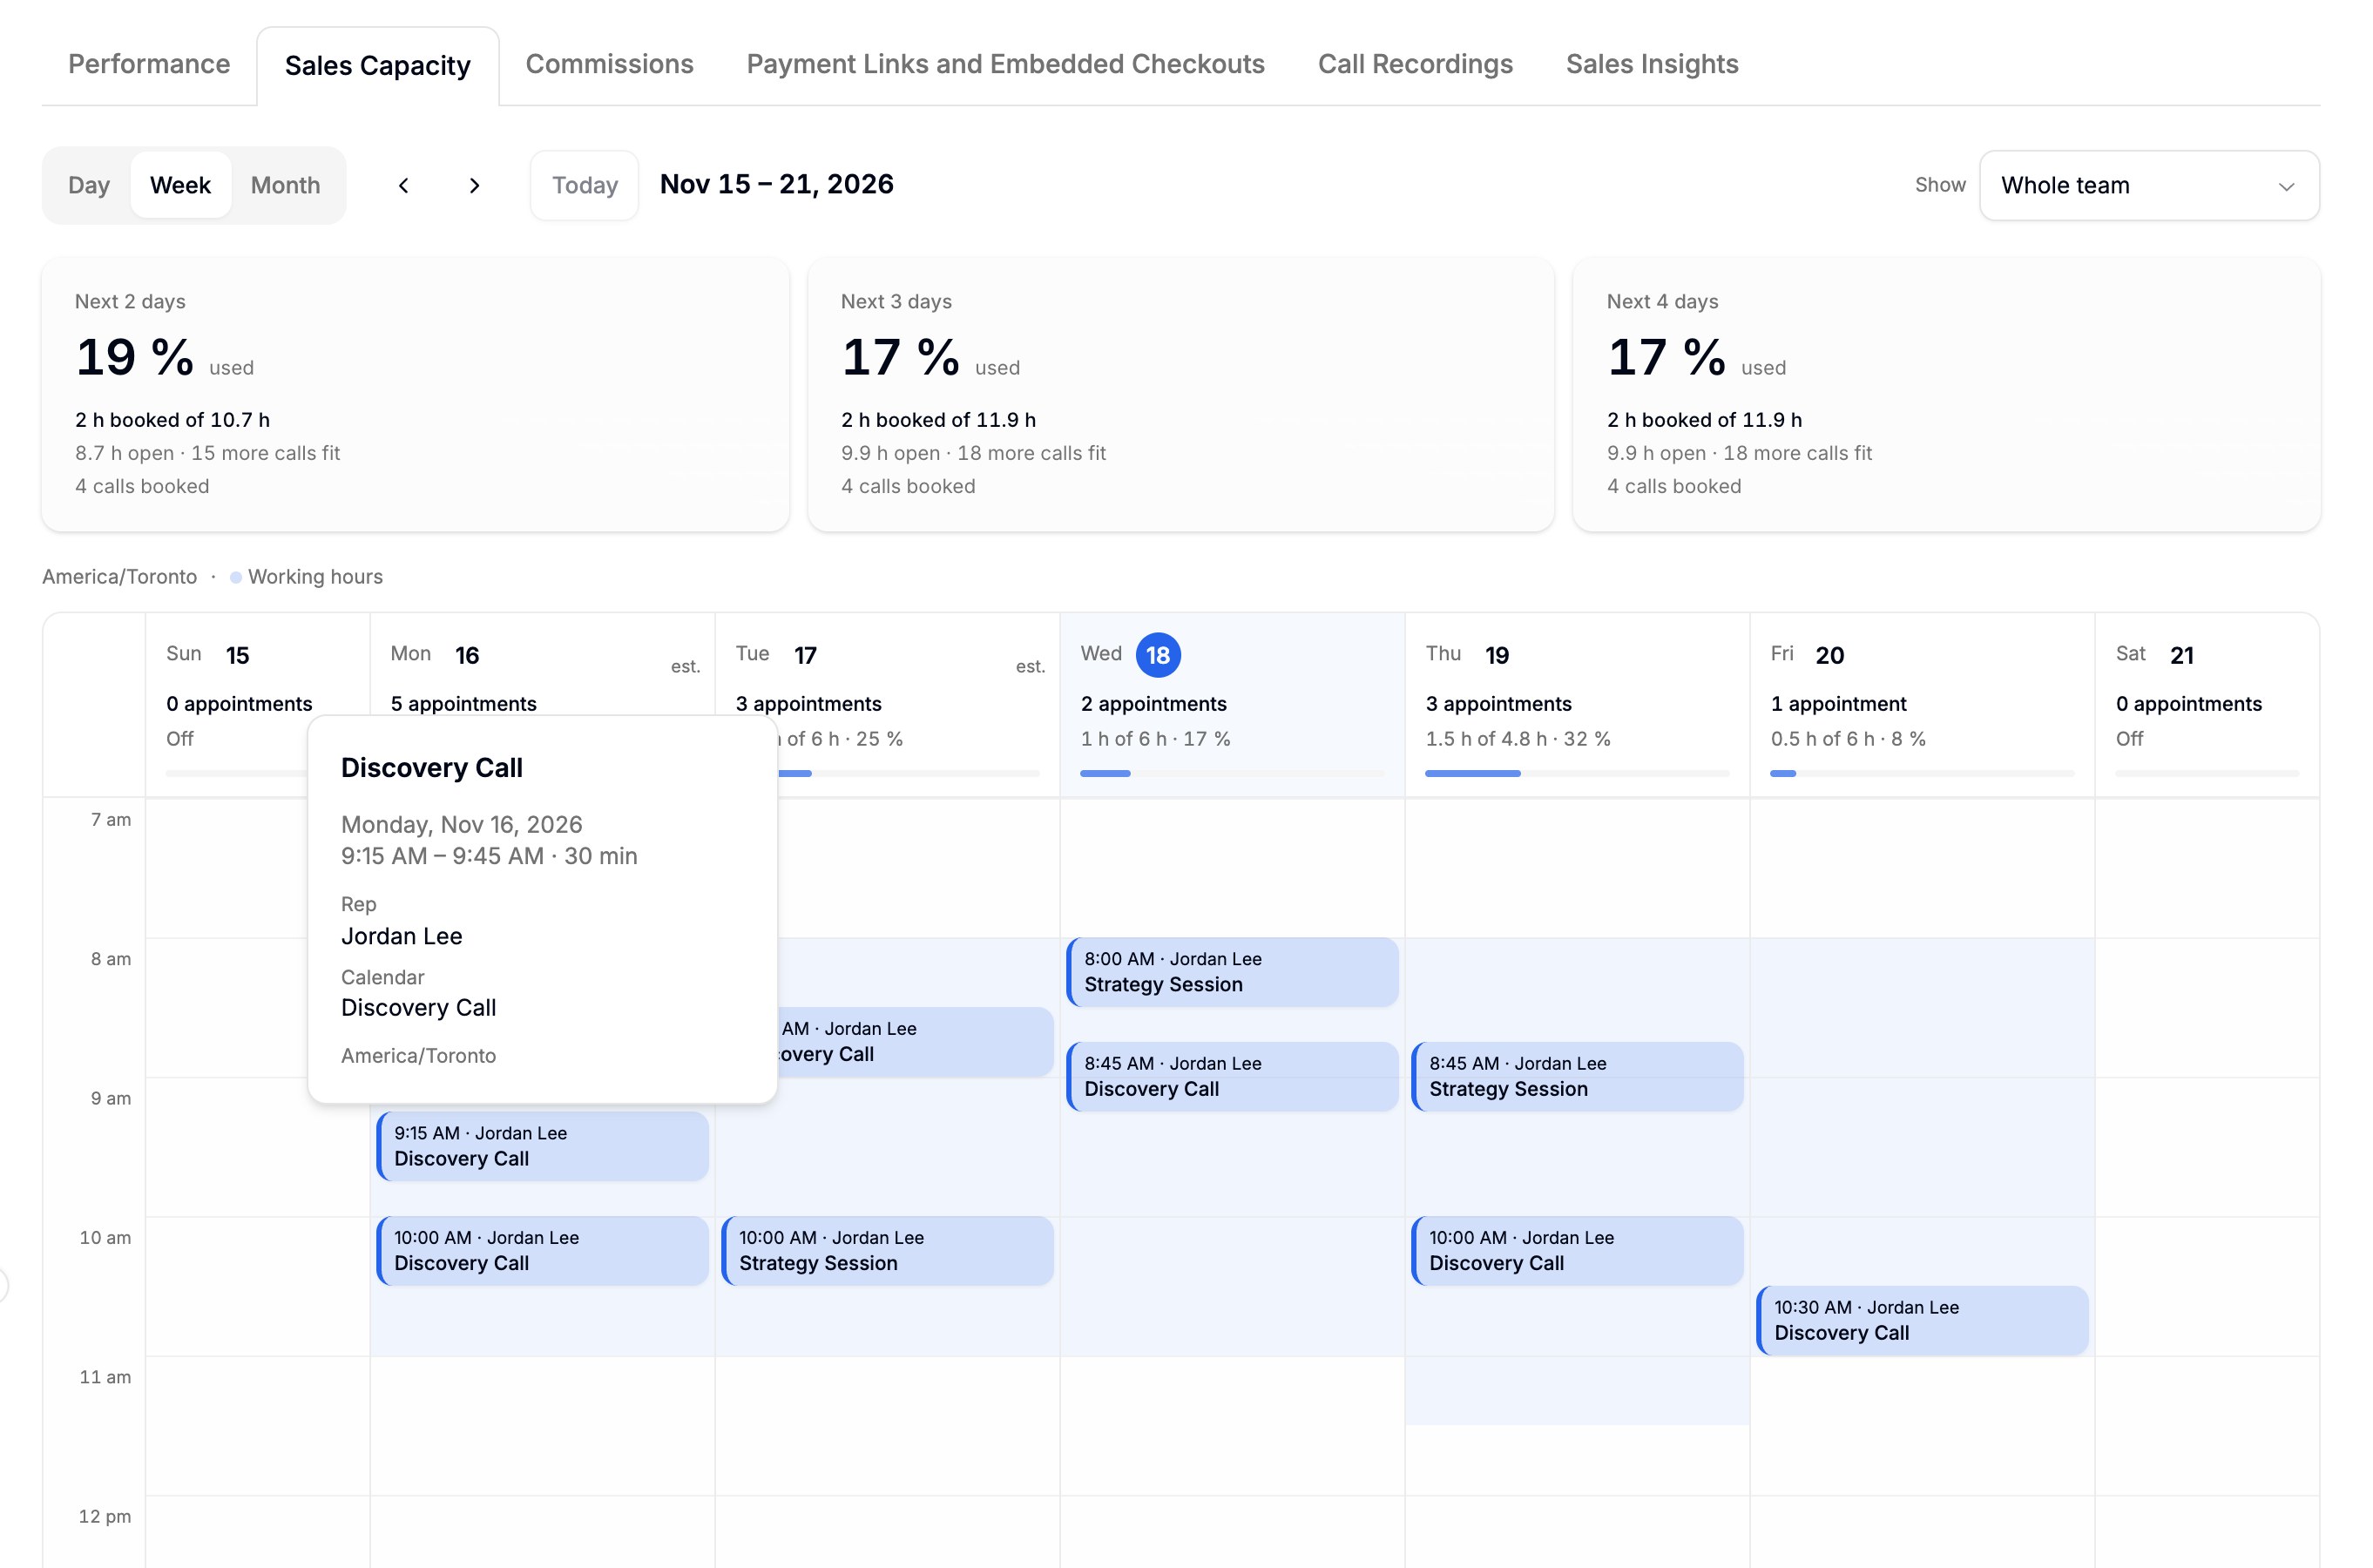 Performance
Sales Capacity
Commissions
Payment Links and Embedded Checkouts
Call Recordings
Sales Insights
Day
Week
Month
Today
Nov 15 – 21, 2026
Show
Whole team
Next 2 days
19 % used
2 h booked of 10.7 h
8.7 h open · 15 more calls fit
4 calls booked
Next 3 days
17 % used
2 h booked of 11.9 h
9.9 h open · 18 more calls fit
4 calls booked
Next 4 days
17 % used
2 h booked of 11.9 h
9.9 h open · 18 more calls fit
4 calls booked
America/Toronto · Working hours
Sun 15
0 appointments
Off
Mon 16
est.
5 appointments
Tue 17
est.
3 appointments
of 6 h · 25 %
Wed 18
2 appointments
1 h of 6 h · 17 %
Thu 19
3 appointments
1.5 h of 4.8 h · 32 %
Fri 20
1 appointment
0.5 h of 6 h · 8 %
Sat 21
0 appointments
Off
Discovery Call
Monday, Nov 16, 2026
9:15 AM – 9:45 AM · 30 min
Rep
Jordan Lee
Calendar
Discovery Call
America/Toronto
7 am
8 am
9 am
10 am
11 am
12 pm
9:15 AM · Jordan Lee
Discovery Call
10:00 AM · Jordan Lee
Discovery Call
AM · Jordan Lee
Call
10:00 AM · Jordan Lee
Strategy Session
8:00 AM · Jordan Lee
Strategy Session
8:45 AM · Jordan Lee
Discovery Call
8:45 AM · Jordan Lee
Strategy Session
10:00 AM · Jordan Lee
Discovery Call
10:30 AM · Jordan Lee
Discovery Call